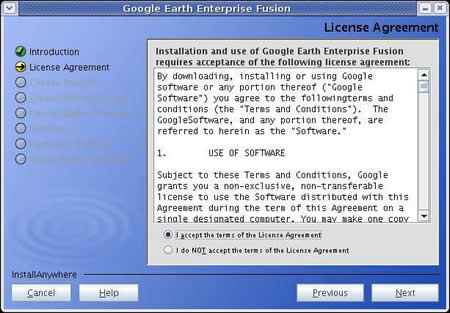 Google Earth Enterprise Fusion
License Agreement
Introduction
License Agreement
Installation and use of Google Earth Enterprise Fusion
requires acceptance of the following license agreement:
By downloading, installing or using Google
software or any portion thereof ("Google
Software") you agree to the followingterms and
conditions (the "Terms and Conditions").  The
GoogleSoftware, and any portion thereof, are
referred to herein as the "Software."
1.        USE OF SOFTWARE
Subject to these Terms and Conditions, Google
grants you a non-exclusive, non-transferable
license to use the Software distributed with this
Agreement during the term of this Agreement on a
single designated computer. You may make one copy
I accept the terms of the License Agreement
I do NOT accept the terms of the License Agreement
InstallAnywhere
Cancel
Help
Previous
Next